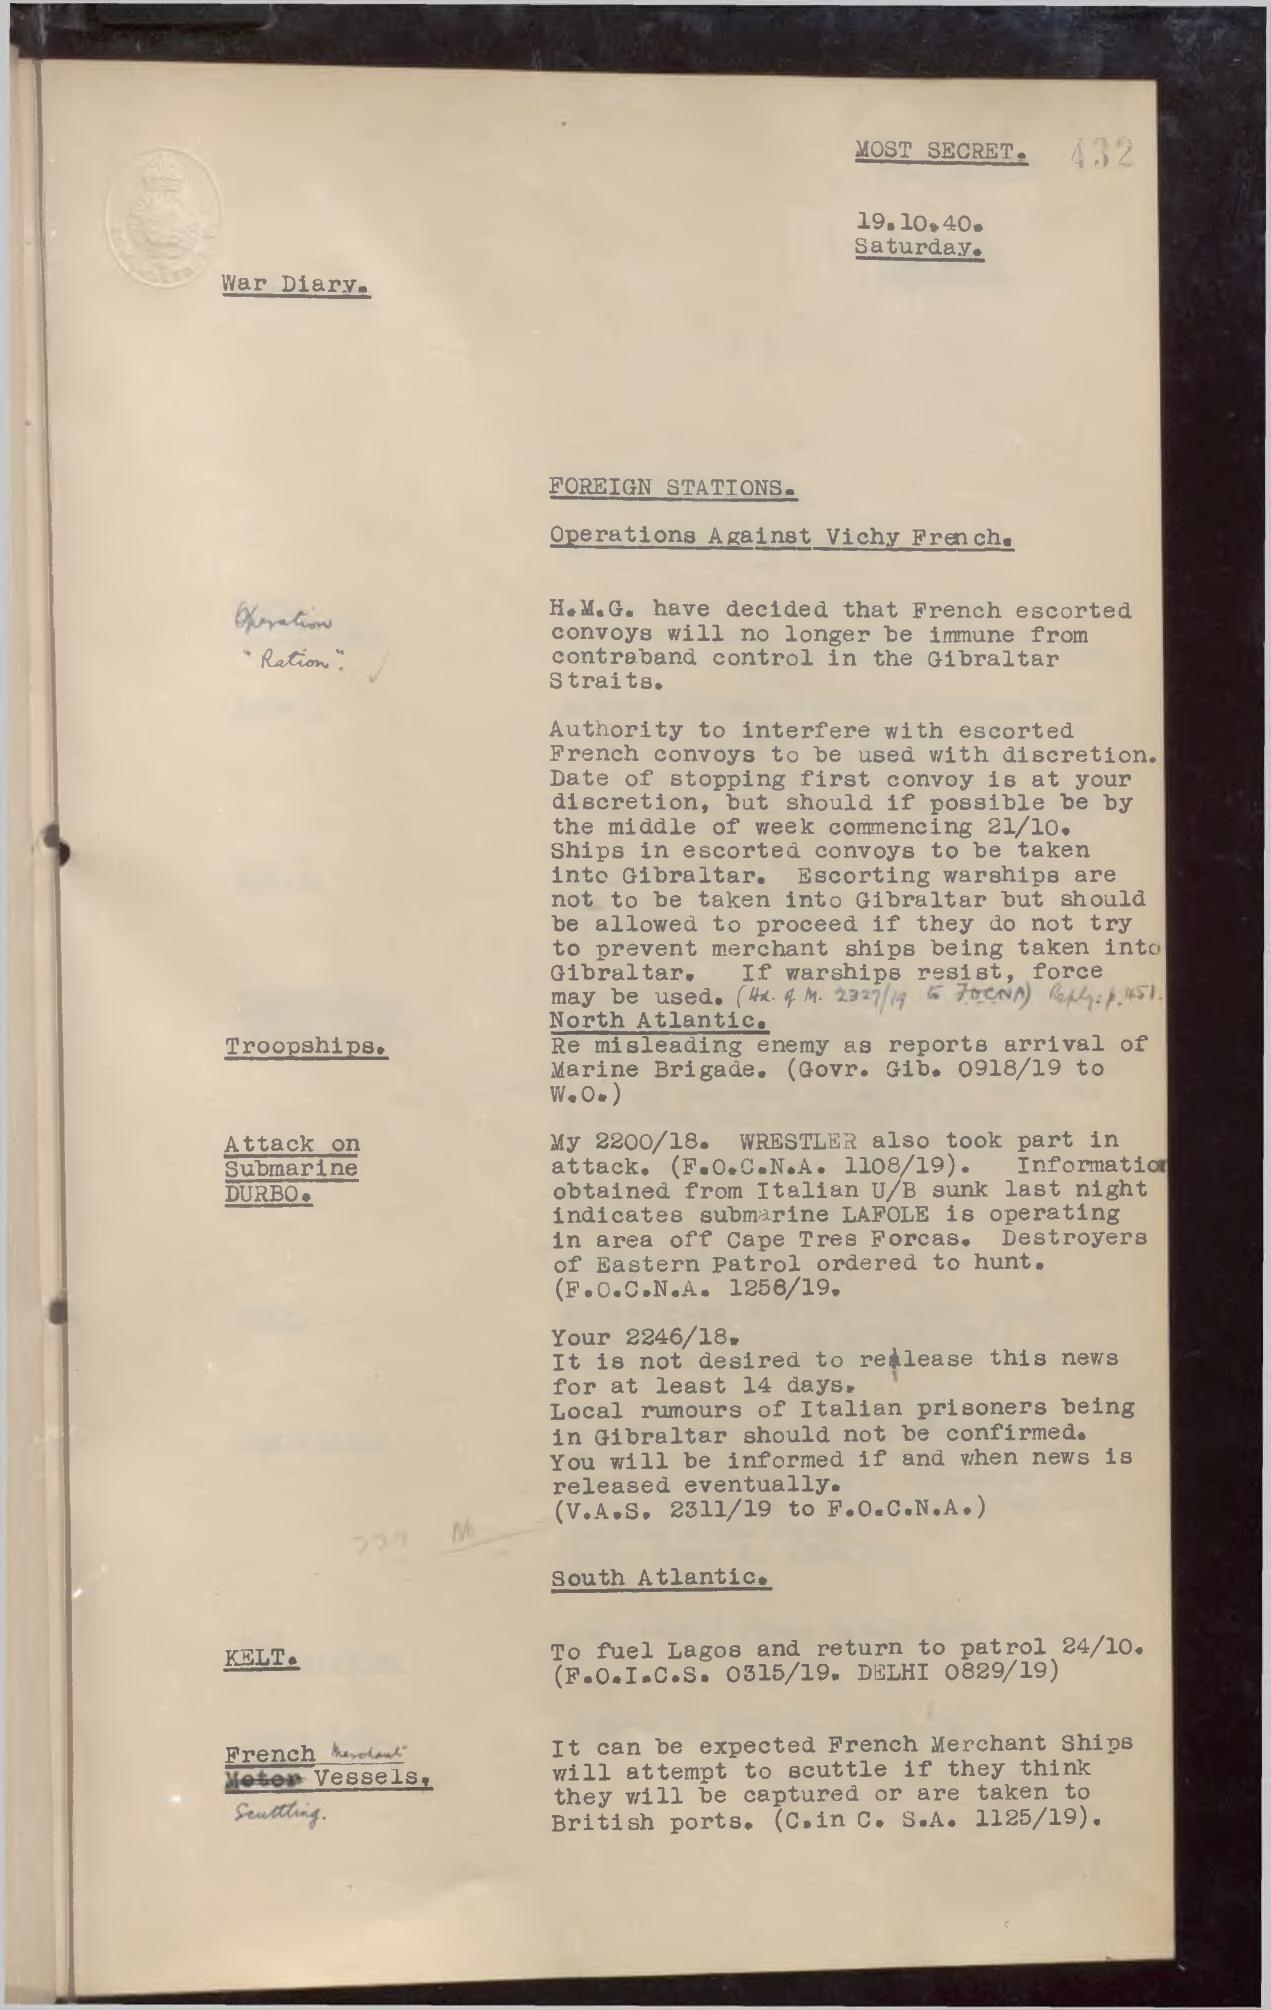 MOST SECRET. 432
19.10.40.
Saturday.
War Diary.
FOREIGN STATIONS.
Operations Against Vichy French.
Operation
"Ration".
H.M.G. have decided that French escorted
convoys will no longer be immune from
contraband control in the Gibraltar
Straits.
Authority to interfere with escorted
French convoys to be used with discretion.
Date of stopping first convoy is at your
discretion, but should if possible be by
the middle of week commencing 21/10.
Ships in escorted convoys to be taken
into Gibraltar. Escorting warships are
not to be taken into Gibraltar but should
be allowed to proceed if they do not try
to prevent merchant ships being taken into
Gibraltar. If warships resist, force
may be used. (Hd. of M. 2327/19 to FOCNA) Reply: p. 451.
North Atlantic.
Troopships.
Re misleading enemy as reports arrival of
Marine Brigade. (Govr. Gib. 0918/19 to
W.O.)
Attack on
Submarine
DURBO.
My 2200/18. WRESTLER also took part in
attack. (F.O.C.N.A. 1108/19). Information
obtained from Italian U/B sunk last night
indicates submarine LAFOLE is operating
in area off Cape Tres Forcas. Destroyers
of Eastern Patrol ordered to hunt.
(F.O.C.N.A. 1256/19.
Your 2246/18.
It is not desired to release this news
for at least 14 days.
Local rumours of Italian prisoners being
in Gibraltar should not be confirmed.
You will be informed if and when news is
released eventually.
(V.A.S. 2311/19 to F.O.C.N.A.)
South Atlantic.
KELT.
To fuel Lagos and return to patrol 24/10.
(F.O.I.C.S. 0315/19. DELHI 0829/19)
French Merchant
Motor Vessels.
Scuttling.
It can be expected French Merchant Ships
will attempt to scuttle if they think
they will be captured or are taken to
British ports. (C.in C. S.A. 1125/19).